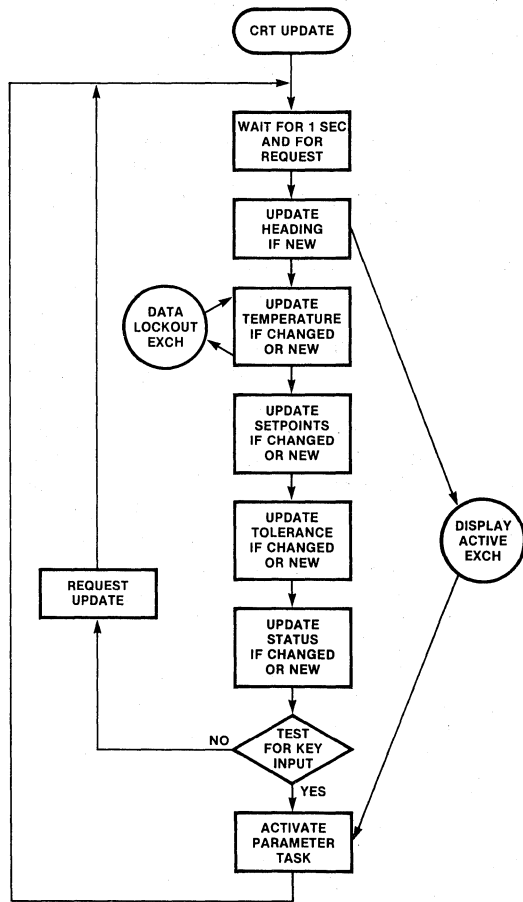 CRT UPDATE
WAIT FOR 1 SEC
AND FOR
REQUEST
UPDATE
HEADING
IF NEW
DATA
LOCKOUT
EXCH
UPDATE
TEMPERATURE
IF CHANGED
OR NEW
UPDATE
SETPOINTS
IF CHANGED
OR NEW
UPDATE
TOLERANCE
IF CHANGED
OR NEW
DISPLAY
ACTIVE
EXCH
REQUEST
UPDATE
UPDATE
STATUS
IF CHANGED
OR NEW
NO
TEST
FOR KEY
INPUT
YES
ACTIVATE
PARAMETER
TASK